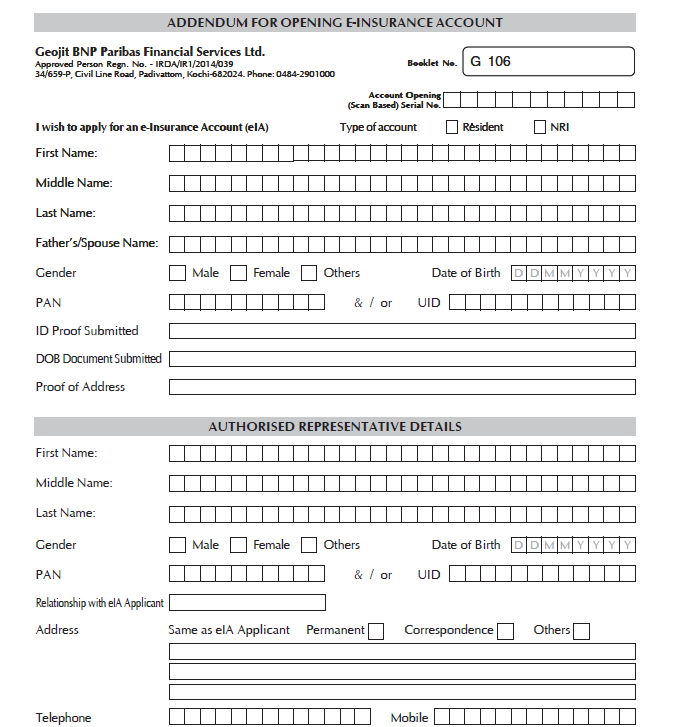 ADDENDUM FOR OPENING E-INSURANCE ACCOUNT
Geojit BNP Paribas Financial Services Ltd.
Approved Person Regn. No. - IRDA/IR1/2014/039
34/659-P, Civil Line Road, Padivattom, Kochi-682024. Phone: 0484-2901000
Booklet No. G 106
Account Opening
(Scan Based) Serial No.
I wish to apply for an e-Insurance Account (eIA) Type of account Resident NRI
First Name:
Middle Name:
Last Name:
Father's/Spouse Name:
Gender Male Female Others Date of Birth D D M M Y Y Y Y
PAN & / or UID
ID Proof Submitted
DOB Document Submitted
Proof of Address
AUTHORISED REPRESENTATIVE DETAILS
First Name:
Middle Name:
Last Name:
Gender Male Female Others Date of Birth D D M M Y Y Y Y
PAN & / or UID
Relationship with eIA Applicant
Address Same as eIA Applicant Permanent Correspondence Others
Telephone Mobile